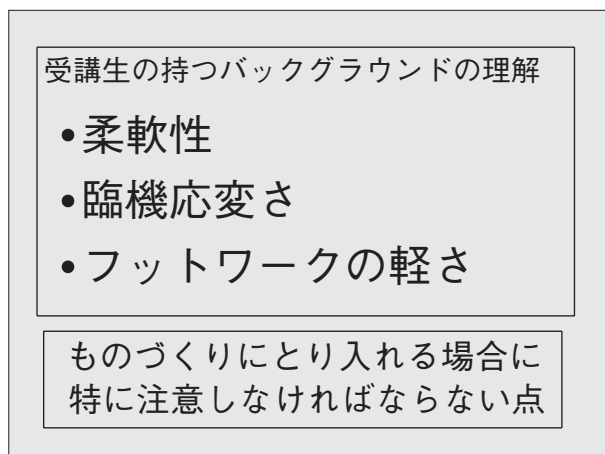 受講生の持つバックグラウンドの理解
•柔軟性
•臨機応変さ
•フットワークの軽さ
ものづくりにとり入れる場合に
特に注意しなければならない点